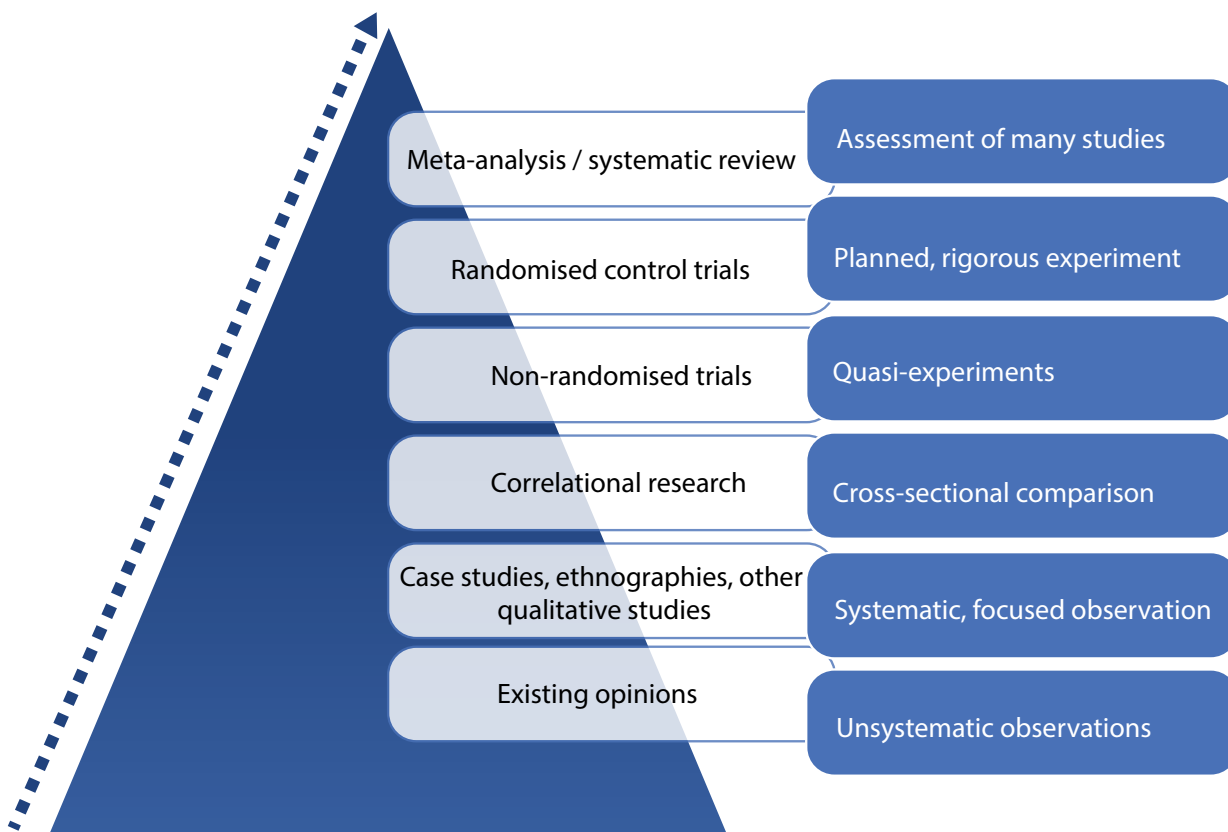 Meta-analysis / systematic review
Assessment of many studies
Randomised control trials
Planned, rigorous experiment
Non-randomised trials
Quasi-experiments
Correlational research
Cross-sectional comparison
Case studies, ethnographies, other
qualitative studies
Systematic, focused observation
Existing opinions
Unsystematic observations